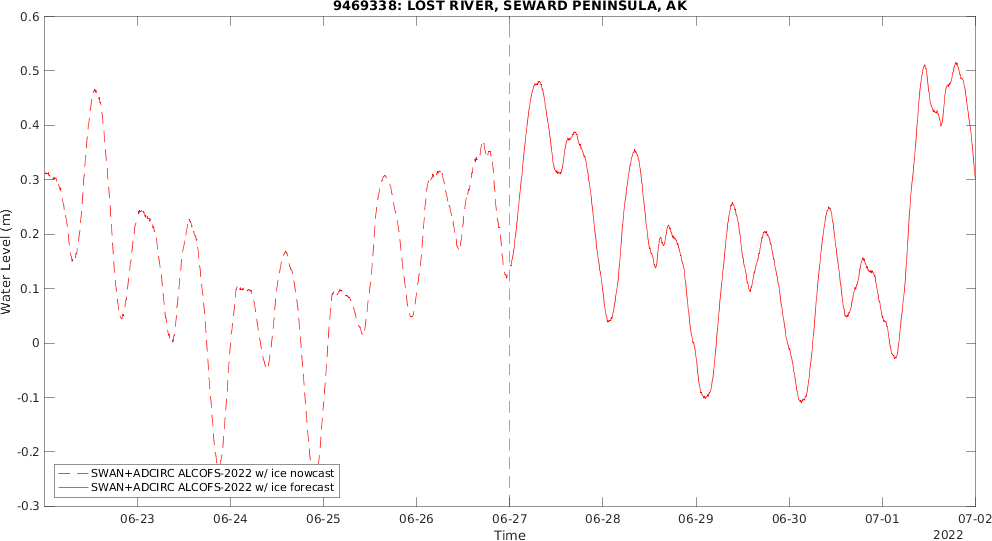 9469338: LOST RIVER, SEWARD PENINSULA, AK
0.6
0.5
0.4
0.3
0.2
0.1
0
-0.1
-0.2
-0.3
Water Level (m)
SWAN+ADCIRC ALCOFS-2022 w/ ice nowcast
SWAN+ADCIRC ALCOFS-2022 w/ ice forecast
06-23 06-24 06-25 06-26 06-27 06-28 06-29 06-30 07-01 07-02
Time
2022